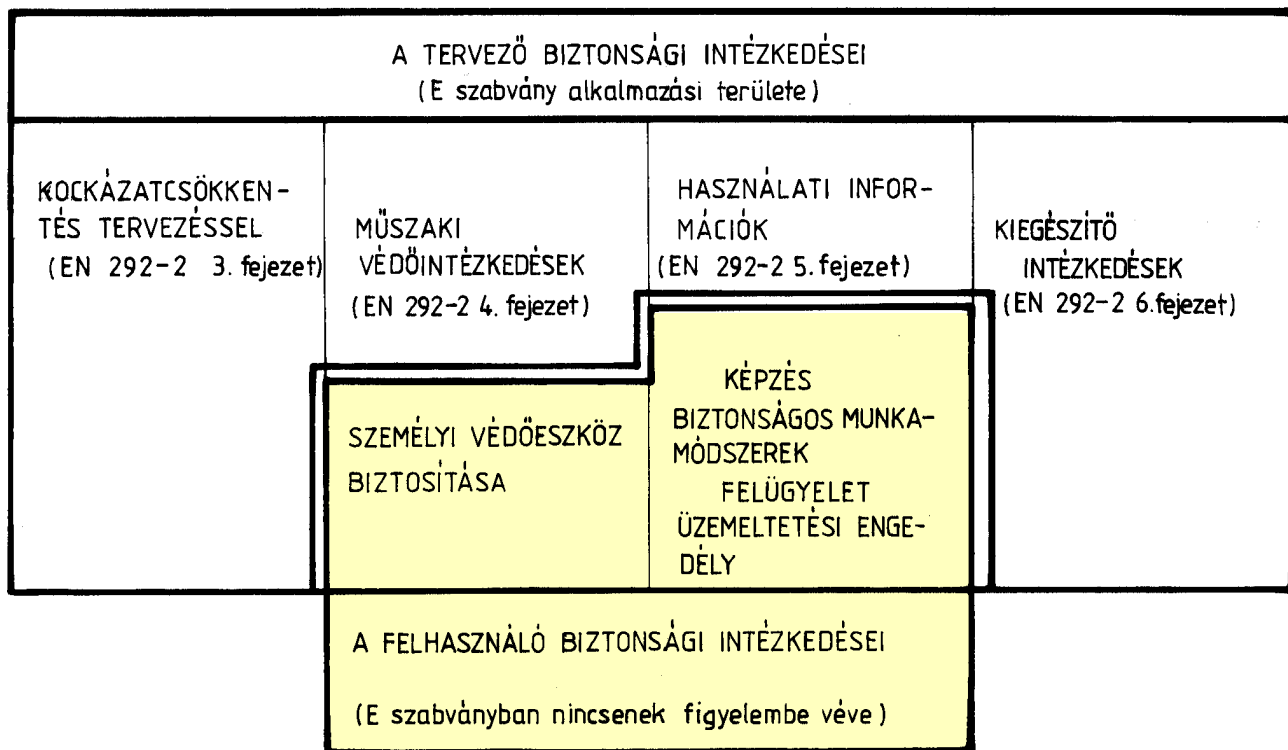 A TERVEZŐ BIZTONSÁGI INTÉZKEDÉSEI
(E szabvány alkalmazási területe)
KOCKÁZATCSÖKKEN-
TÉS TERVEZÉSSEL
(EN 292-2 3. fejezet)
MŰSZAKI
VÉDŐINTÉZKEDÉSEK
(EN 292-2 4. fejezet)
HASZNÁLATI INFOR-
MÁCIÓK
(EN 292-2 5. fejezet)
KIEGÉSZÍTŐ
INTÉZKEDÉSEK
(EN 292-2 6. fejezet)
SZEMÉLYI VÉDŐESZKÖZ
BIZTOSÍTÁSA
KÉPZÉS
BIZTONSÁGOS MUNKA-
MÓDSZEREK
FELÜGYELET
ÜZEMELTETÉSI ENGE-
DÉLY
A FELHASZNÁLÓ BIZTONSÁGI INTÉZKEDÉSEI
(E szabványban nincsenek figyelembe véve)